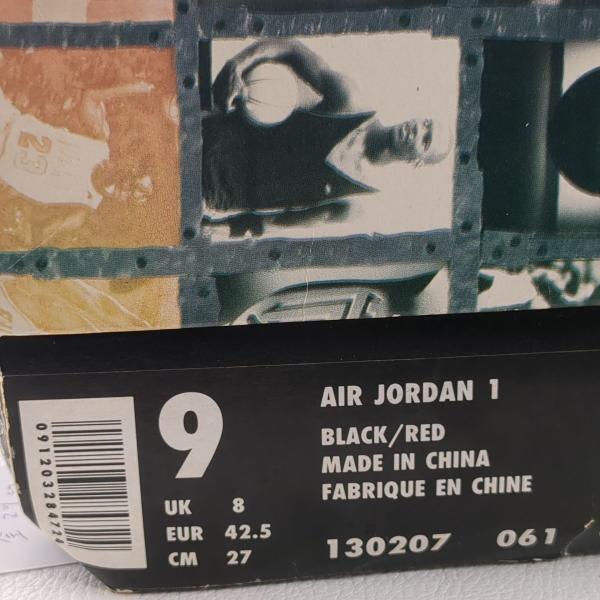 23
AIR JORDAN 1
9
BLACK/RED
MADE IN CHINA
FABRIQUE EN CHINE
UK 8
EUR 42.5
CM 27
130207 061